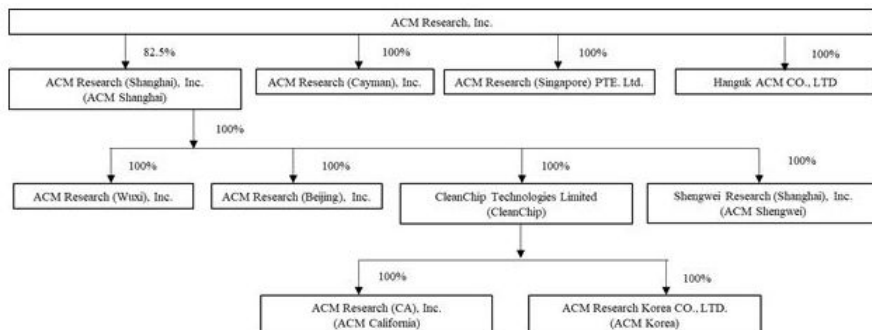 ACM Research, Inc.
82.5%
100%
100%
100%
ACM Research (Shanghai), Inc.
(ACM Shanghai)
ACM Research (Cayman), Inc.
ACM Research (Singapore) PTE. Ltd.
Hanguk ACM CO., LTD
100%
100%
100%
100%
100%
ACM Research (Wuxi), Inc.
ACM Research (Beijing), Inc.
CleanChip Technologies Limited
(CleanChip)
Shengwei Research (Shanghai), Inc.
(ACM Shengwei)
100%
100%
ACM Research (CA), Inc.
(ACM California)
ACM Research Korea CO., LTD.
(ACM Korea)